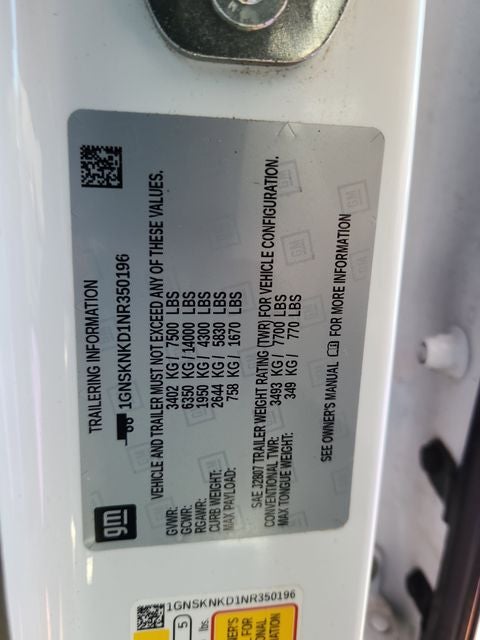 gm
TRAILERING INFORMATION
1GNSKNKD1NR350196
VEHICLE AND TRAILER MUST NOT EXCEED ANY OF THESE VALUES.
GVWR: 3402 KG/ 7500 LBS
GCWR: 6350 KG/ 14000 LBS
RGAWR: 1950 KG/ 4300 LBS
CURB WEIGHT: 2644 KG/ 5830 LBS
MAX PAYLOAD: 758 KG/ 1670 LBS
SAE J2807 TRAILER WEIGHT RATING (TWR) FOR VEHICLE CONFIGURATION.
CONVENTIONAL TWR: 3493 KG/ 7700 LBS
MAX TONGUE WEIGHT: 349 KG/ 770 LBS
SEE OWNER'S MANUAL FOR MORE INFORMATION
1GNSKNKD1NR350196
5
lbs.